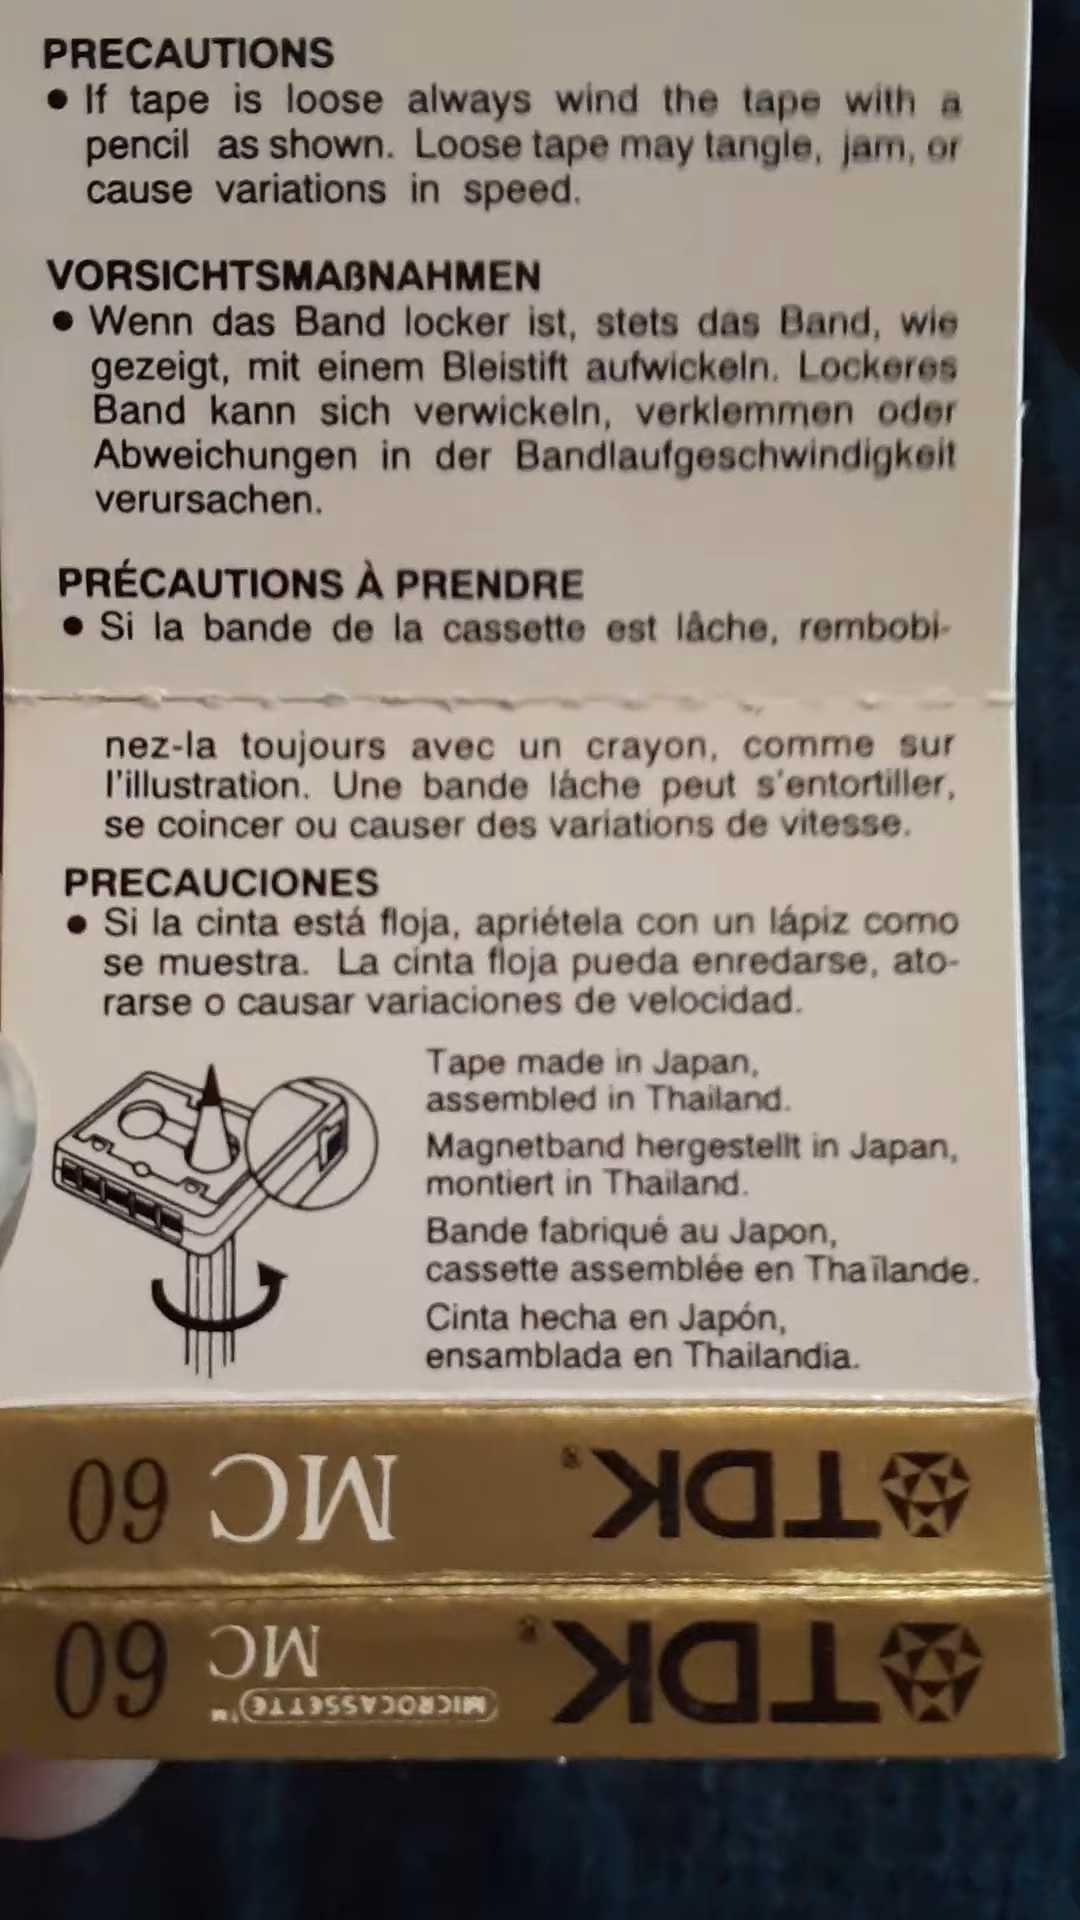 PRECAUTIONS
● If tape is loose always wind the tape with a
pencil as shown. Loose tape may tangle, jam, or
cause variations in speed.
VORSICHTSMAßNAHMEN
● Wenn das Band locker ist, stets das Band, wie
gezeigt, mit einem Bleistift aufwickeln. Lockeres
Band kann sich verwickeln, verklemmen oder
Abweichungen in der Bandlaufgeschwindigkeit
verursachen.
PRÉCAUTIONS À PRENDRE
● Si la bande de la cassette est lâche, rembobi-
nez-la toujours avec un crayon, comme sur
l'illustration. Une bande lâche peut s'entortiller,
se coincer ou causer des variations de vitesse.
PRECAUCIONES
● Si la cinta está floja, apriétela con un lápiz como
se muestra. La cinta floja pueda enredarse, ato-
rarse o causar variaciones de velocidad.
Tape made in Japan,
assembled in Thailand.
Magnetband hergestellt in Japan,
montiert in Thailand.
Bande fabriqué au Japon,
cassette assemblée en Thaïlande.
Cinta hecha en Japón,
ensamblada en Thailandia.
TDK® MC 60
TDK® MICROCASSETTE™ MC 60